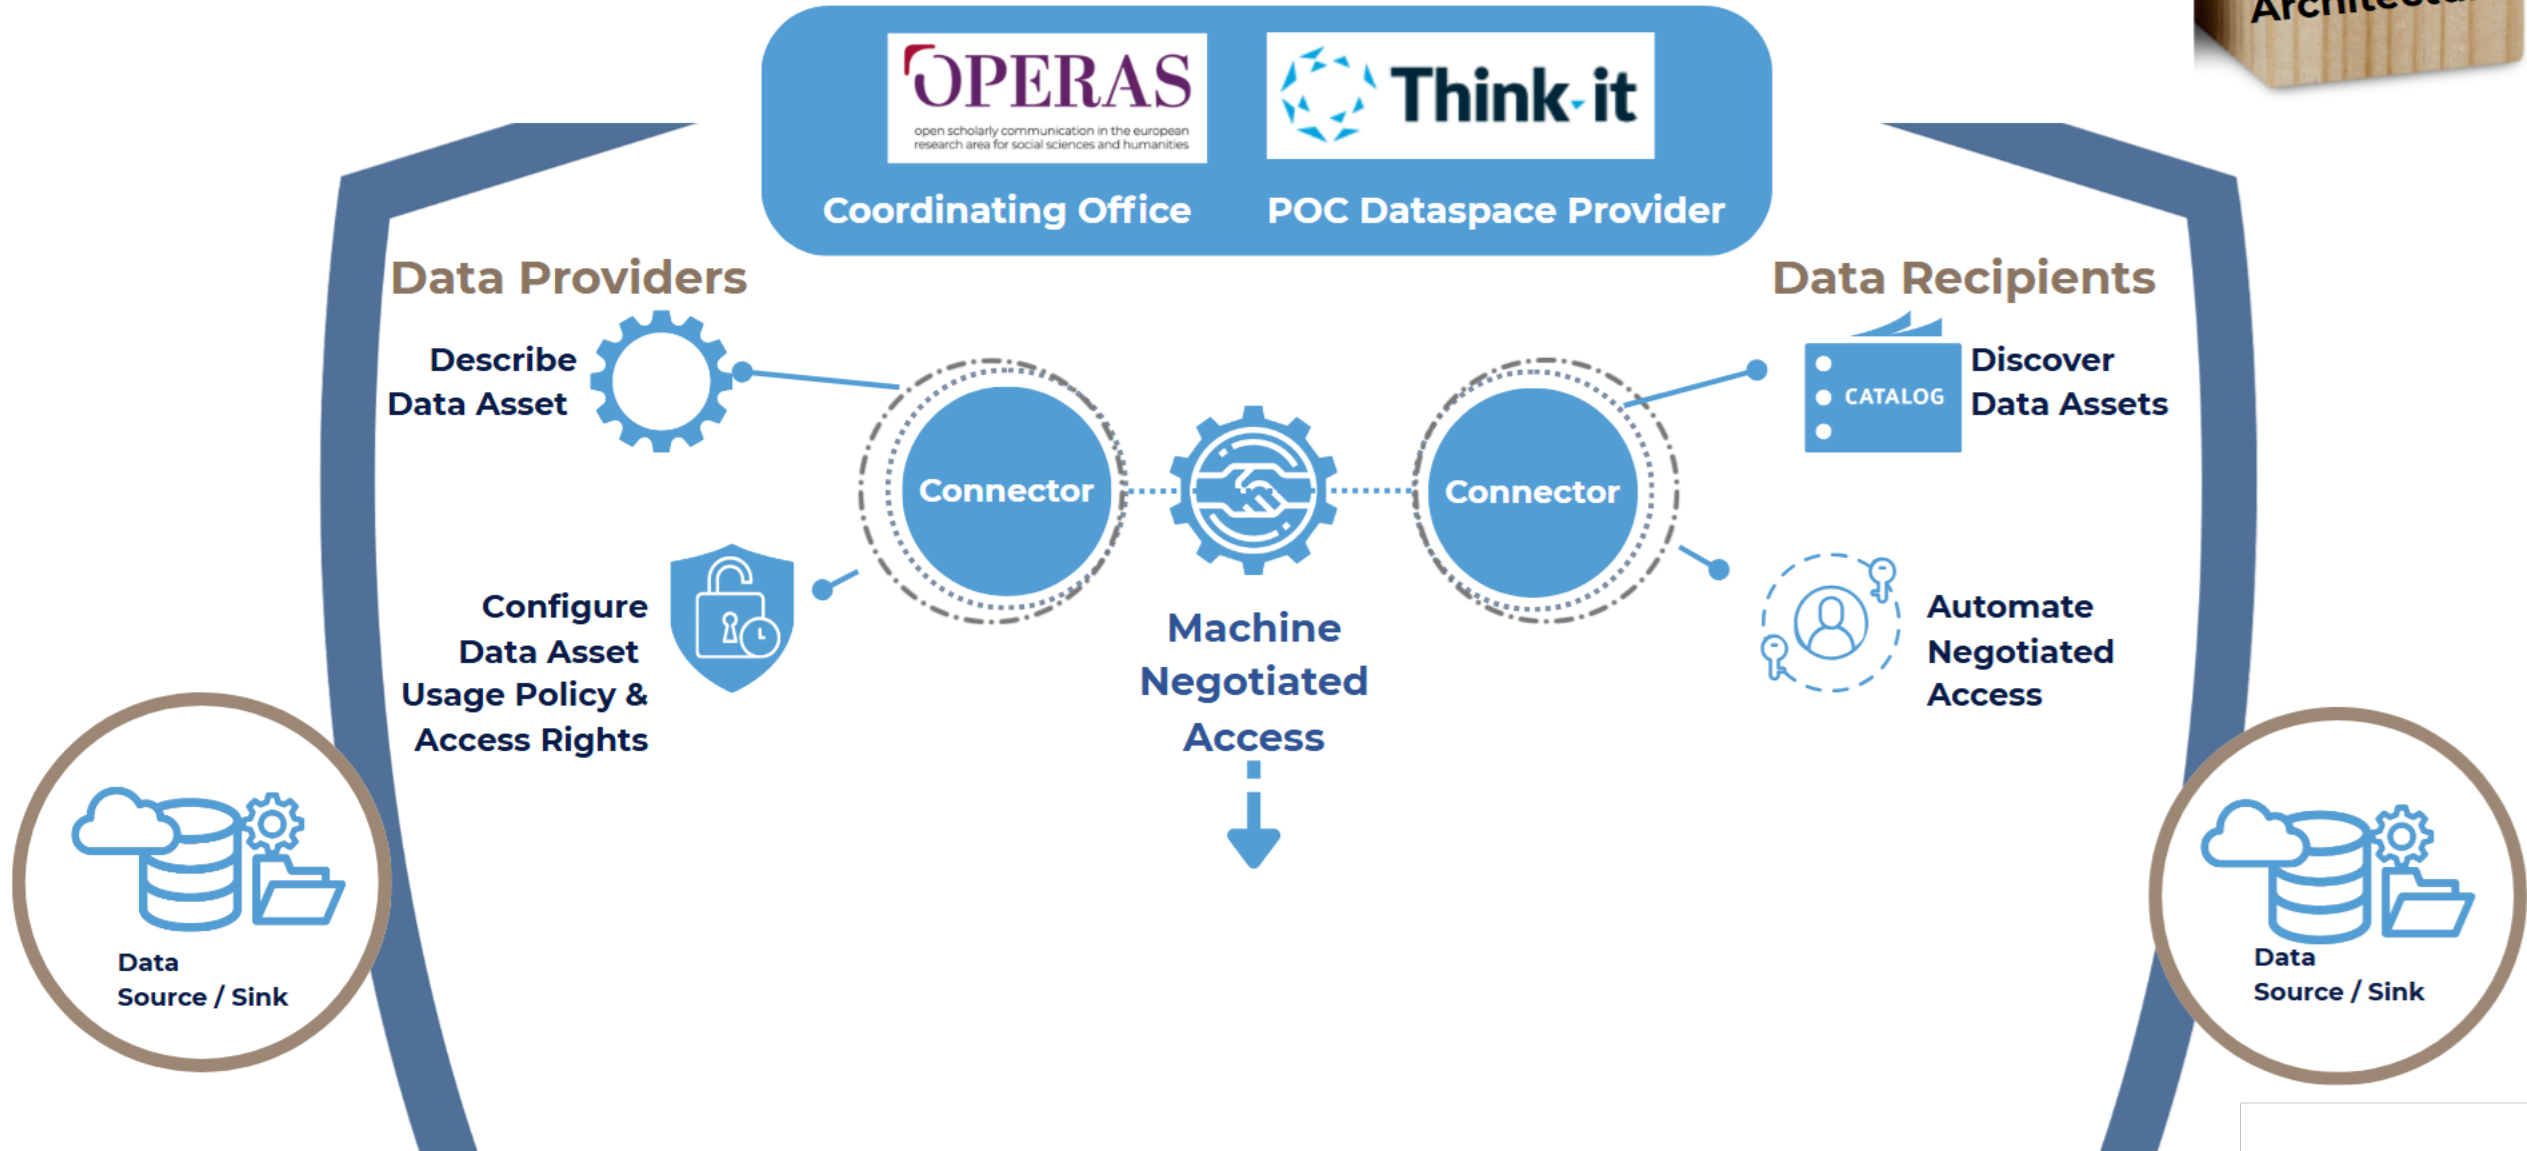 OPERAS
open scholarly communication in the european
research area for social sciences and humanities
Think-it
Coordinating Office
POC Dataspace Provider
Data Providers
Describe
Data Asset
Configure
Data Asset
Usage Policy &
Access Rights
Connector
Connector
Machine
Negotiated
Access
Data Recipients
CATALOG
Discover
Data Assets
Automate
Negotiated
Access
Data
Source / Sink
Data
Source / Sink